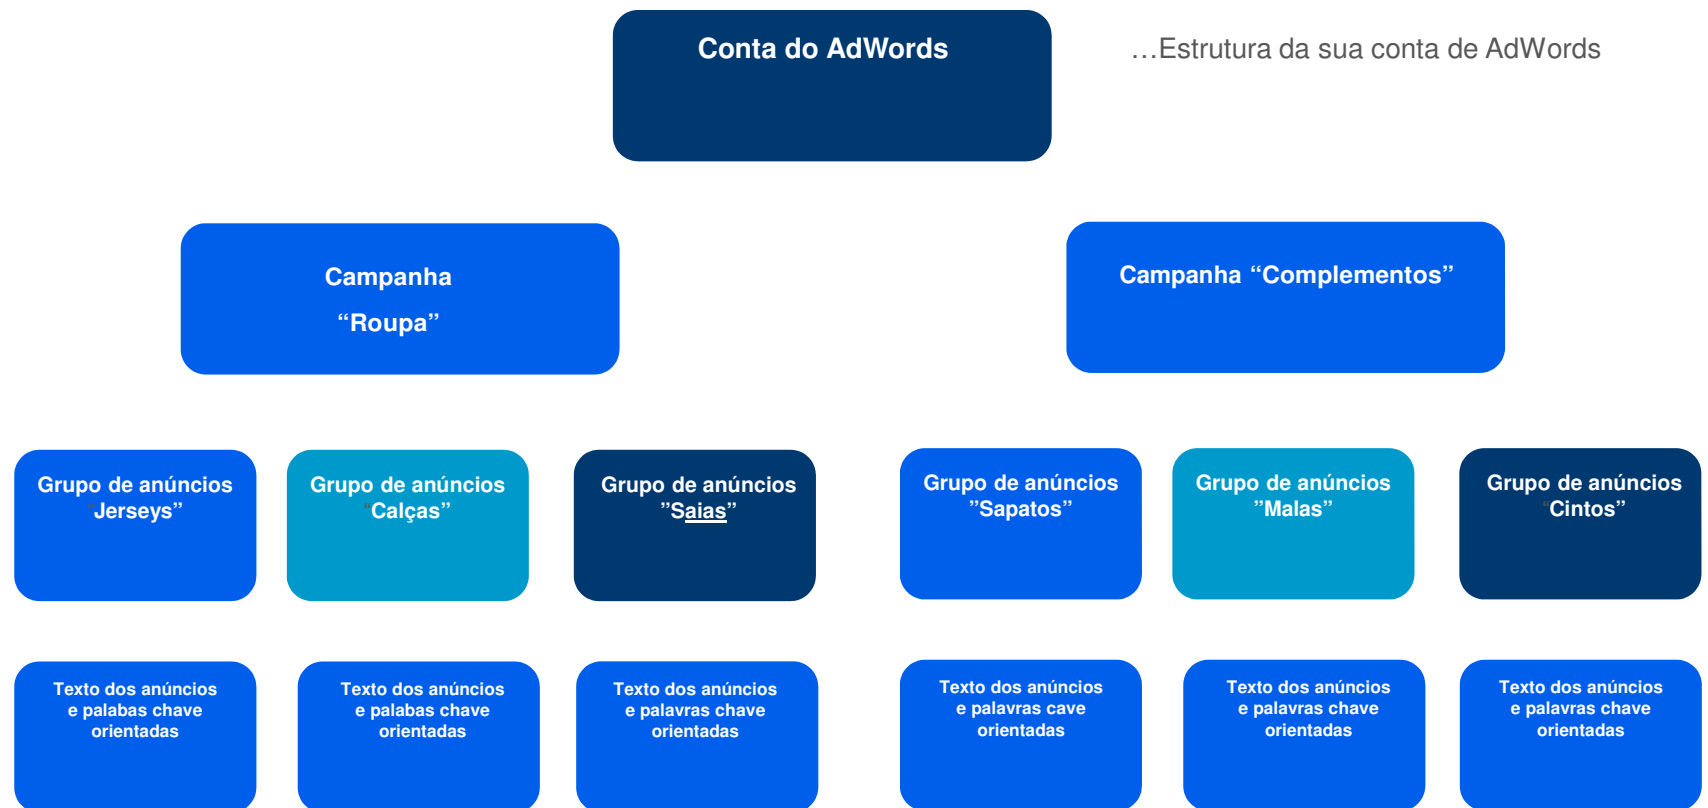 Conta do AdWords
…Estrutura da sua conta de AdWords
Campanha
“Roupa”
Campanha “Complementos”
Grupo de anúncios
“Jerseys”
Grupo de anúncios
“Calças”
Grupo de anúncios
”Saias”
Grupo de anúncios
”Sapatos”
Grupo de anúncios
”Malas”
Grupo de anúncios
“Cintos”
Texto dos anúncios
e palabas chave
orientadas
Texto dos anúncios
e palabas chave
orientadas
Texto dos anúncios
e palavras chave
orientadas
Texto dos anúncios
e palavras cave
orientadas
Texto dos anúncios
e palavras chave
orientadas
Texto dos anúncios
e palavras chave
orientadas